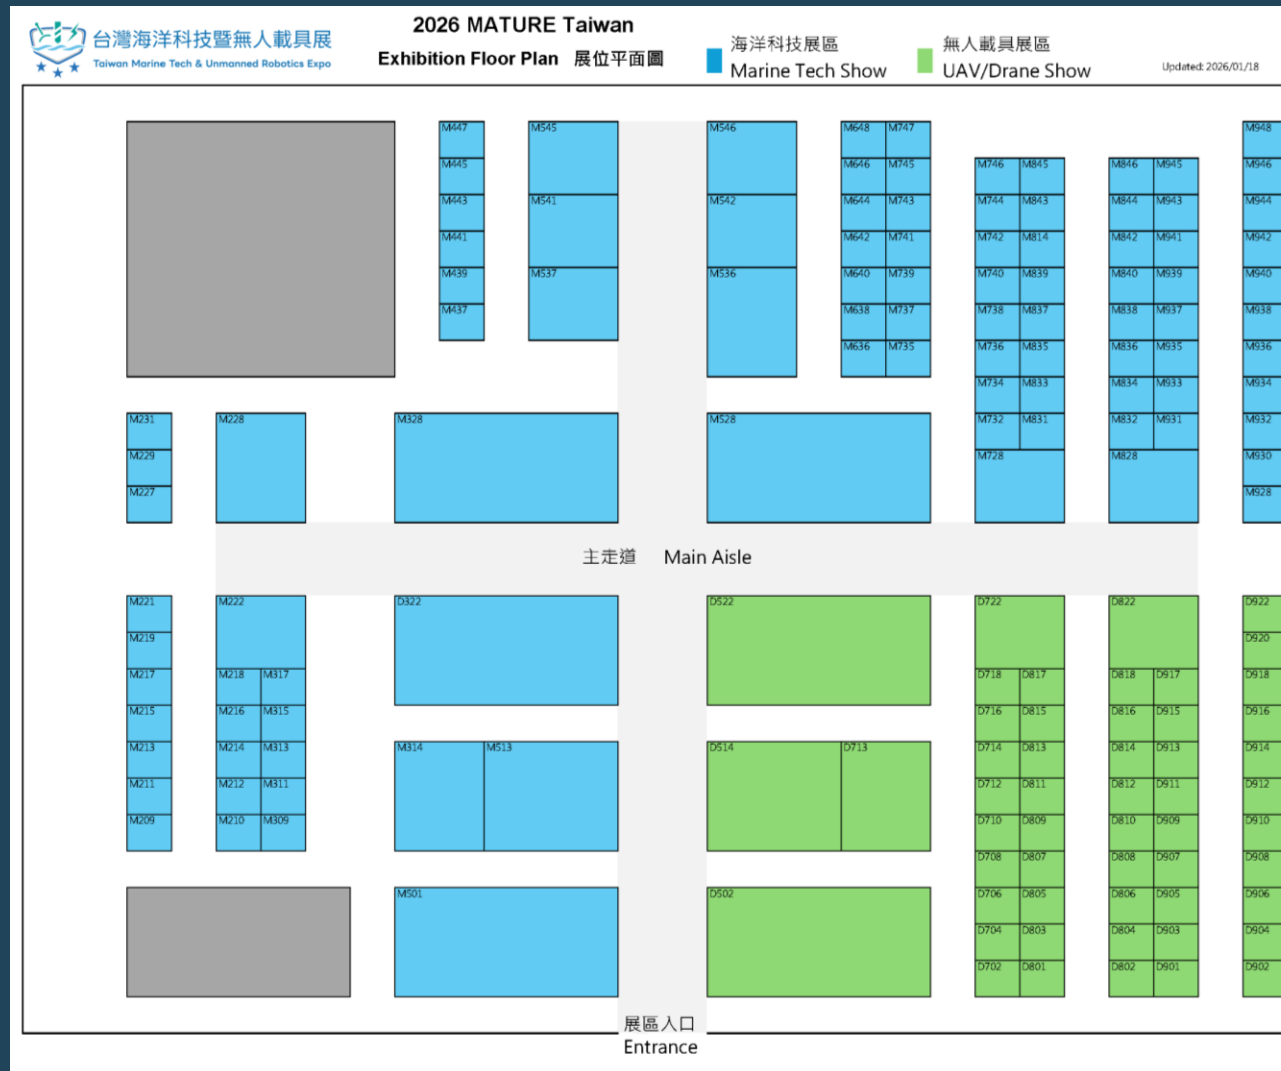 台灣海洋科技暨無人載具展
Taiwan Marine Tech & Unmanned Robotics Expo
2026 MATURE Taiwan
Exhibition Floor Plan 展位平面圖
海洋科技展區
Marine Tech Show
無人載具展區
UAV/Drane Show
Updated: 2026/01/18
M447 M545 M546 M648 M747 M948
M445 M646 M745 M746 M845 M846 M945 M946
M443 M541 M542 M644 M743 M744 M843 M844 M943 M944
M441 M642 M741 M742 M814 M842 M941 M942
M439 M537 M536 M640 M739 M740 M839 M840 M939 M940
M437 M638 M737 M738 M837 M838 M937 M938
M636 M735 M736 M835 M836 M935 M936
M734 M833 M834 M933 M934
M231 M228 M328 M528 M732 M831 M832 M931 M932
M229 M728 M828 M930
M227 M928
主走道 Main Aisle
M221 M222 D322 D522 D722 D822 D922
M219 D920
M217 M218 M317 D718 D817 D818 D917 D918
M215 M216 M315 D716 D815 D816 D915 D916
M213 M214 M313 M314 M513 D514 D713 D714 D813 D814 D913 D914
M211 M212 M311 D712 D811 D812 D911 D912
M209 M210 M309 D710 D809 D810 D909 D910
D708 D807 D808 D907 D908
M501 D502 D706 D805 D806 D905 D906
D704 D803 D804 D903 D904
D702 D801 D802 D901 D902
展區入口
Entrance